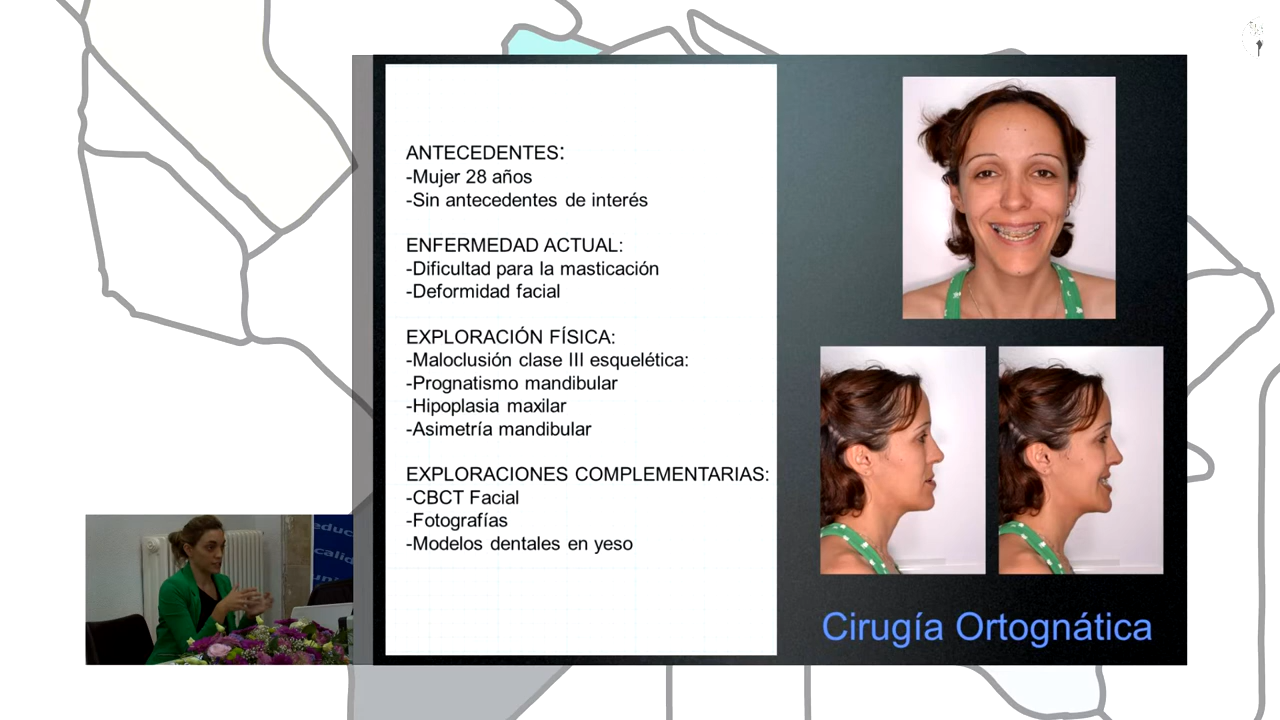 ANTECEDENTES:
-Mujer 28 años
-Sin antecedentes de interés
ENFERMEDAD ACTUAL:
-Dificultad para la masticación
-Deformidad facial
EXPLORACIÓN FÍSICA:
-Maloclusión clase III esquelética:
-Prognatismo mandibular
-Hipoplasia maxilar
-Asimetría mandibular
EXPLORACIONES COMPLEMENTARIAS:
-CBCT Facial
-Fotografías
-Modelos dentales en yeso
Cirugía Ortognática
educ
calid